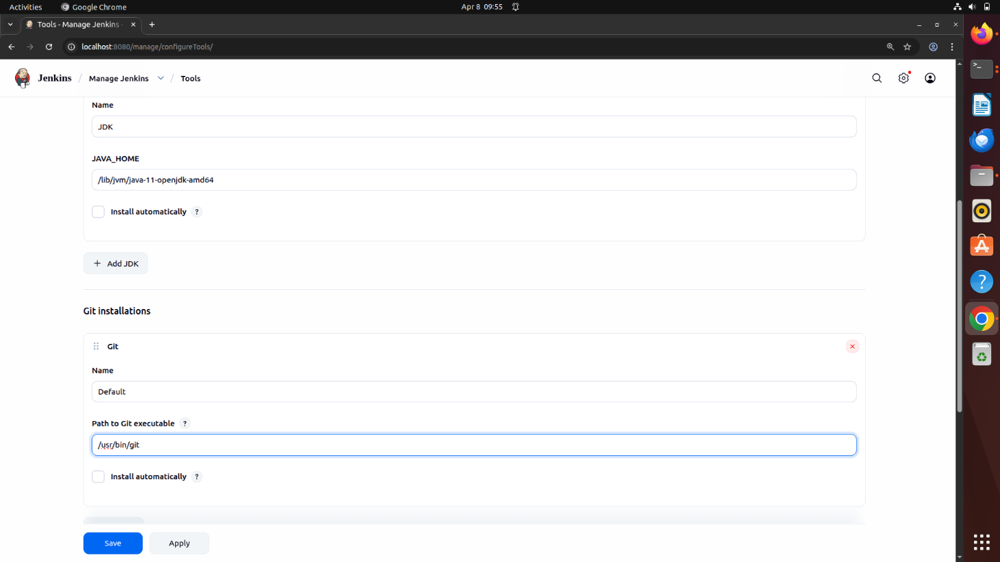 Activities
Google Chrome
Apr 8 09:55
Tools - Manage Jenkins -
localhost:8080/manage/configureTools/
Jenkins / Manage Jenkins / Tools
Name
JDK
JAVA_HOME
/lib/jvm/java-11-openjdk-amd64
Install automatically ?
+ Add JDK
Git installations
Git
Name
Default
Path to Git executable ?
/usr/bin/git
Install automatically ?
Save
Apply